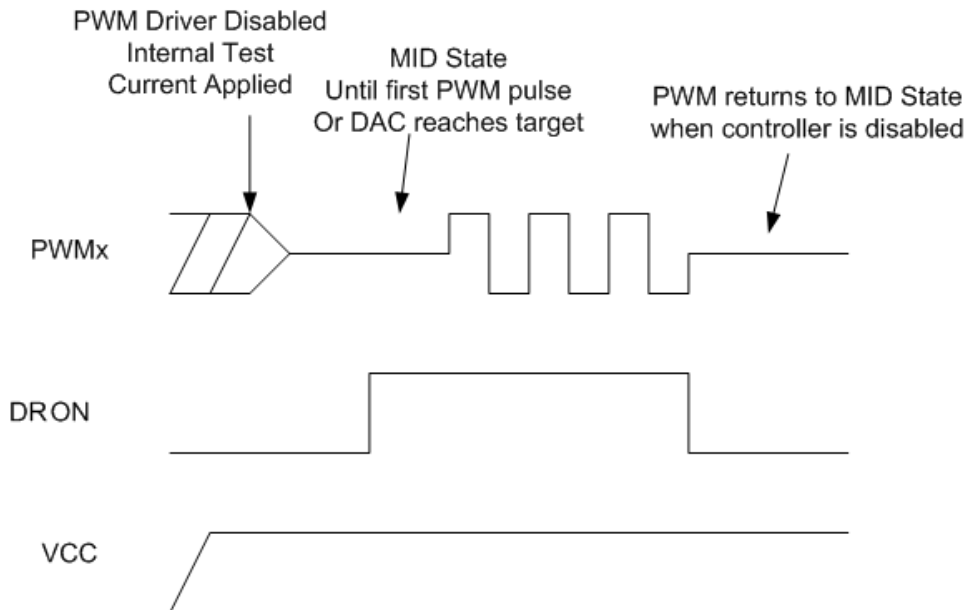 PWM Driver Disabled
Internal Test
Current Applied
MID State
Until first PWM pulse
Or DAC reaches target
PWM returns to MID State
when controller is disabled
PWMx
DRON
VCC